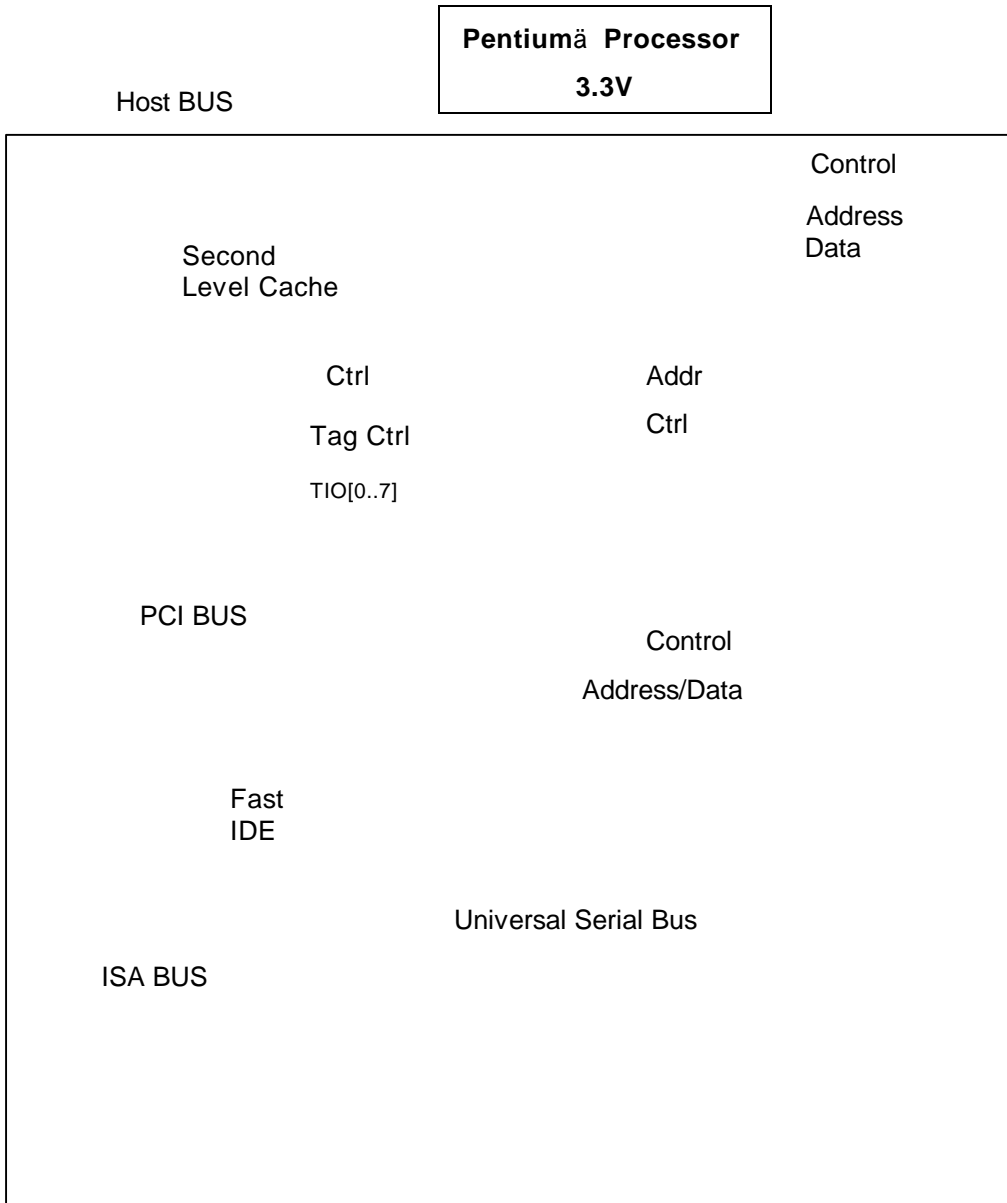 Pentiumä Processor
3.3V
Host BUS
Control
Address
Data
Second
Level Cache
Ctrl
Addr
Tag Ctrl
Ctrl
TIO[0..7]
PCI BUS
Control
Address/Data
Fast
IDE
Universal Serial Bus
ISA BUS